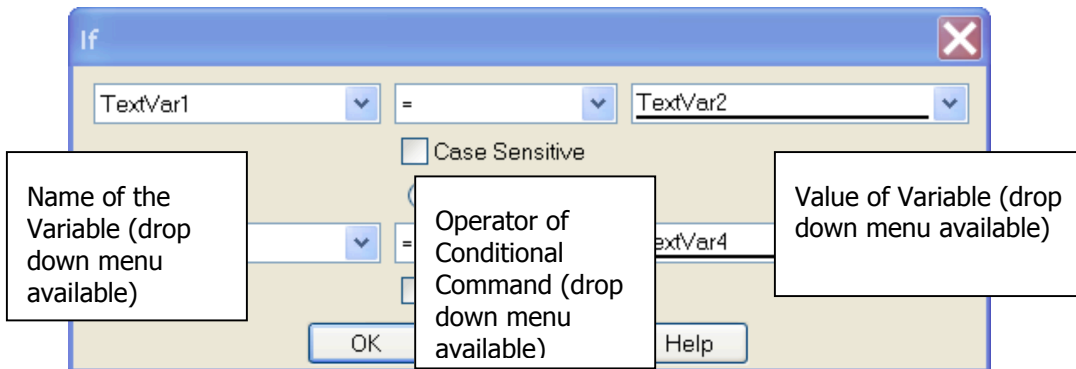 If
TextVar1 = TextVar2
Case Sensitive
Name of the
Variable (drop
down menu
available)
Operator of
Conditional
Command (drop
down menu
available)
Value of Variable (drop
down menu available)
=
extVar4
OK
Help